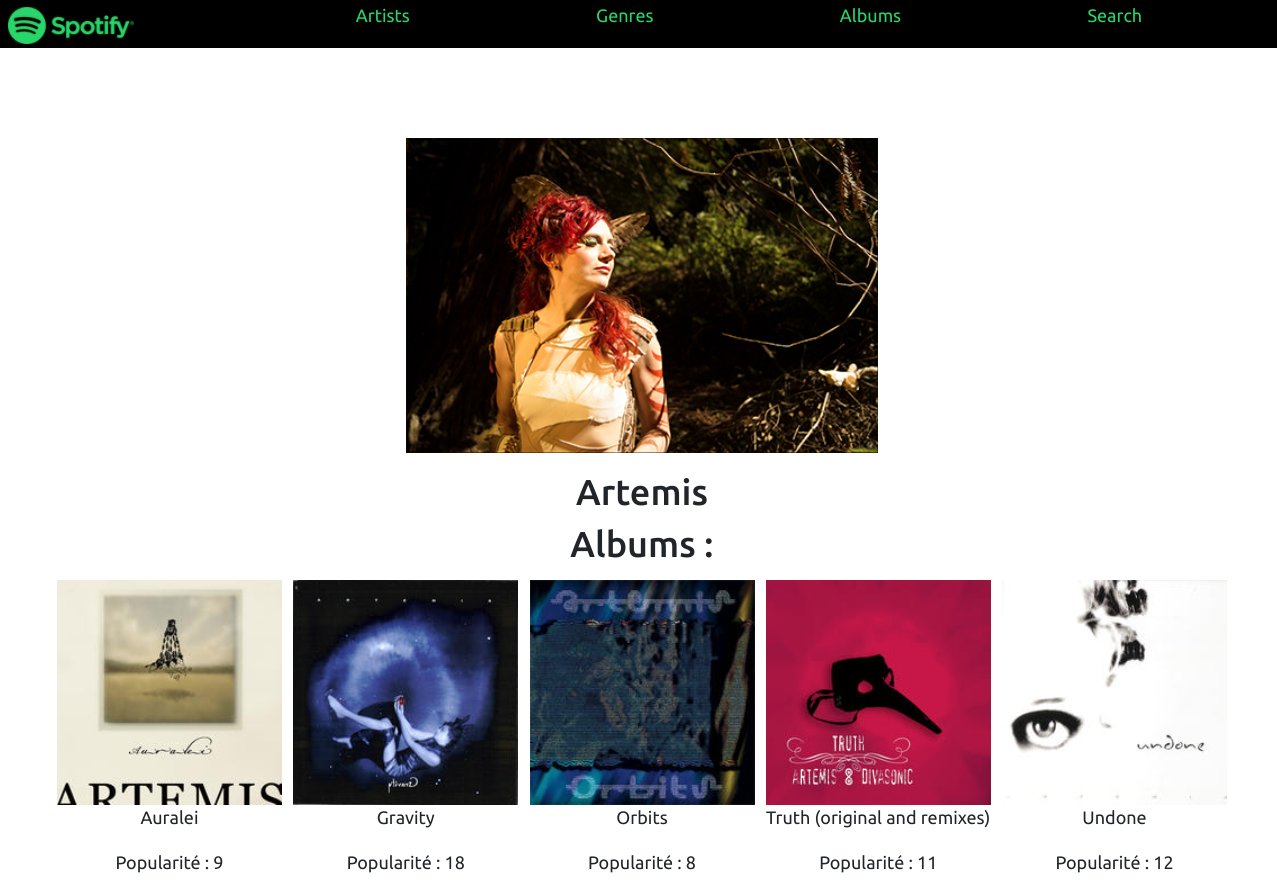 Spotify
Artists
Genres
Albums
Search
Artemis
Albums :
Auralei
ARTEMIS
ARTEMIS
Gravity
artemis
Orbits
TRUTH
ARTEMIS DIVASONIC
undone
Auralei
Gravity
Orbits
Truth (original and remixes)
Undone
Popularité : 9
Popularité : 18
Popularité : 8
Popularité : 11
Popularité : 12